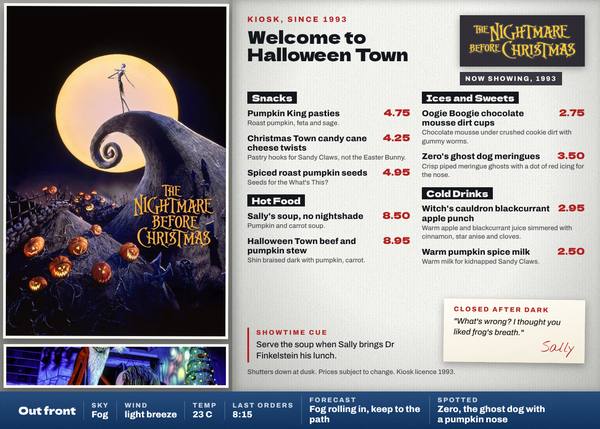 THE
NIGHTMARE
BEFORE
CHRISTMAS
KIOSK, SINCE 1993
Welcome to
Halloween Town
THE
NIGHTMARE
BEFORE CHRISTMAS
NOW SHOWING, 1993
Snacks
Pumpkin King pasties 4.75
Roast pumpkin, feta and sage.
Christmas Town candy cane 4.25
cheese twists
Pastry hooks for Sandy Claws, not the Easter Bunny.
Spiced roast pumpkin seeds 4.95
Seeds for the What's This?
Hot Food
Sally's soup, no nightshade 8.50
Pumpkin and carrot soup.
Halloween Town beef and 8.95
pumpkin stew
Shin braised dark with pumpkin, carrot.
Ices and Sweets
Oogie Boogie chocolate 2.75
mousse dirt cups
Chocolate mousse under crushed cookie dirt with
gummy worms.
Zero's ghost dog meringues 3.50
Crisp piped meringue ghosts with a dot of red icing for
the nose.
Cold Drinks
Witch's cauldron blackcurrant 2.95
apple punch
Warm apple and blackcurrant juice simmered with
cinnamon, star anise and cloves.
Warm pumpkin spice milk 2.50
Warm milk for kidnapped Sandy Claws.
SHOWTIME CUE
Serve the soup when Sally brings Dr
Finkelstein his lunch.
CLOSED AFTER DARK
"What's wrong? I thought you
liked frog's breath."
Sally
Shutters down at dusk. Prices subject to change. Kiosk licence 1993.
Out front
SKY
Fog
WIND
light breeze
TEMP
23 C
LAST ORDERS
8:15
FORECAST
Fog rolling in, keep to the
path
SPOTTED
Zero, the ghost dog with
a pumpkin nose